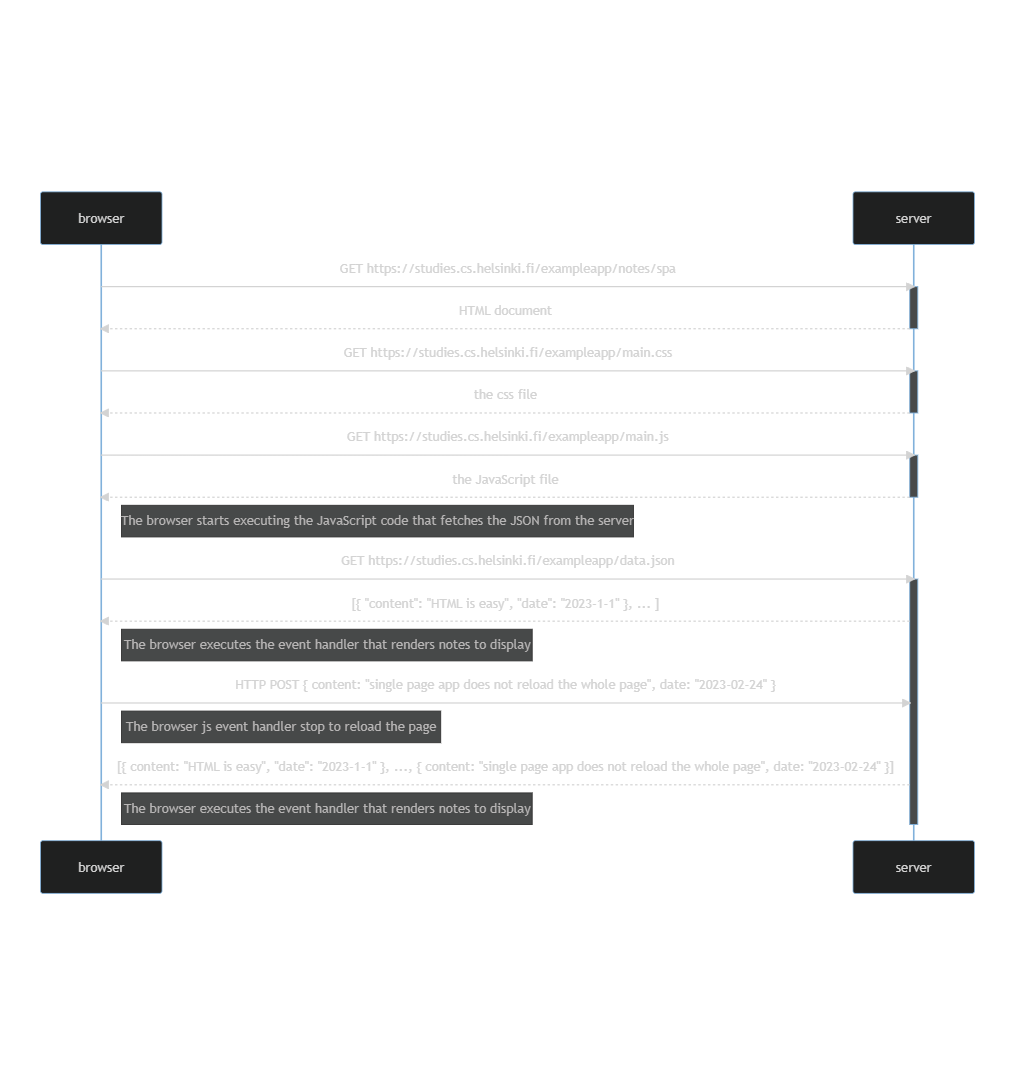 browser
server
GET https://studies.cs.helsinki.fi/exampleapp/notes/spa
HTML document
GET https://studies.cs.helsinki.fi/exampleapp/main.css
the css file
GET https://studies.cs.helsinki.fi/exampleapp/main.js
the JavaScript file
The browser starts executing the JavaScript code that fetches the JSON from the server
GET https://studies.cs.helsinki.fi/exampleapp/data.json
[{ "content": "HTML is easy", "date": "2023-1-1" }, ... ]
The browser executes the event handler that renders notes to display
HTTP POST { content: "single page app does not reload the whole page", date: "2023-02-24" }
The browser js event handler stop to reload the page
[{ content: "HTML is easy", "date": "2023-1-1" }, ..., { content: "single page app does not reload the whole page", date: "2023-02-24" }]
The browser executes the event handler that renders notes to display
browser
server